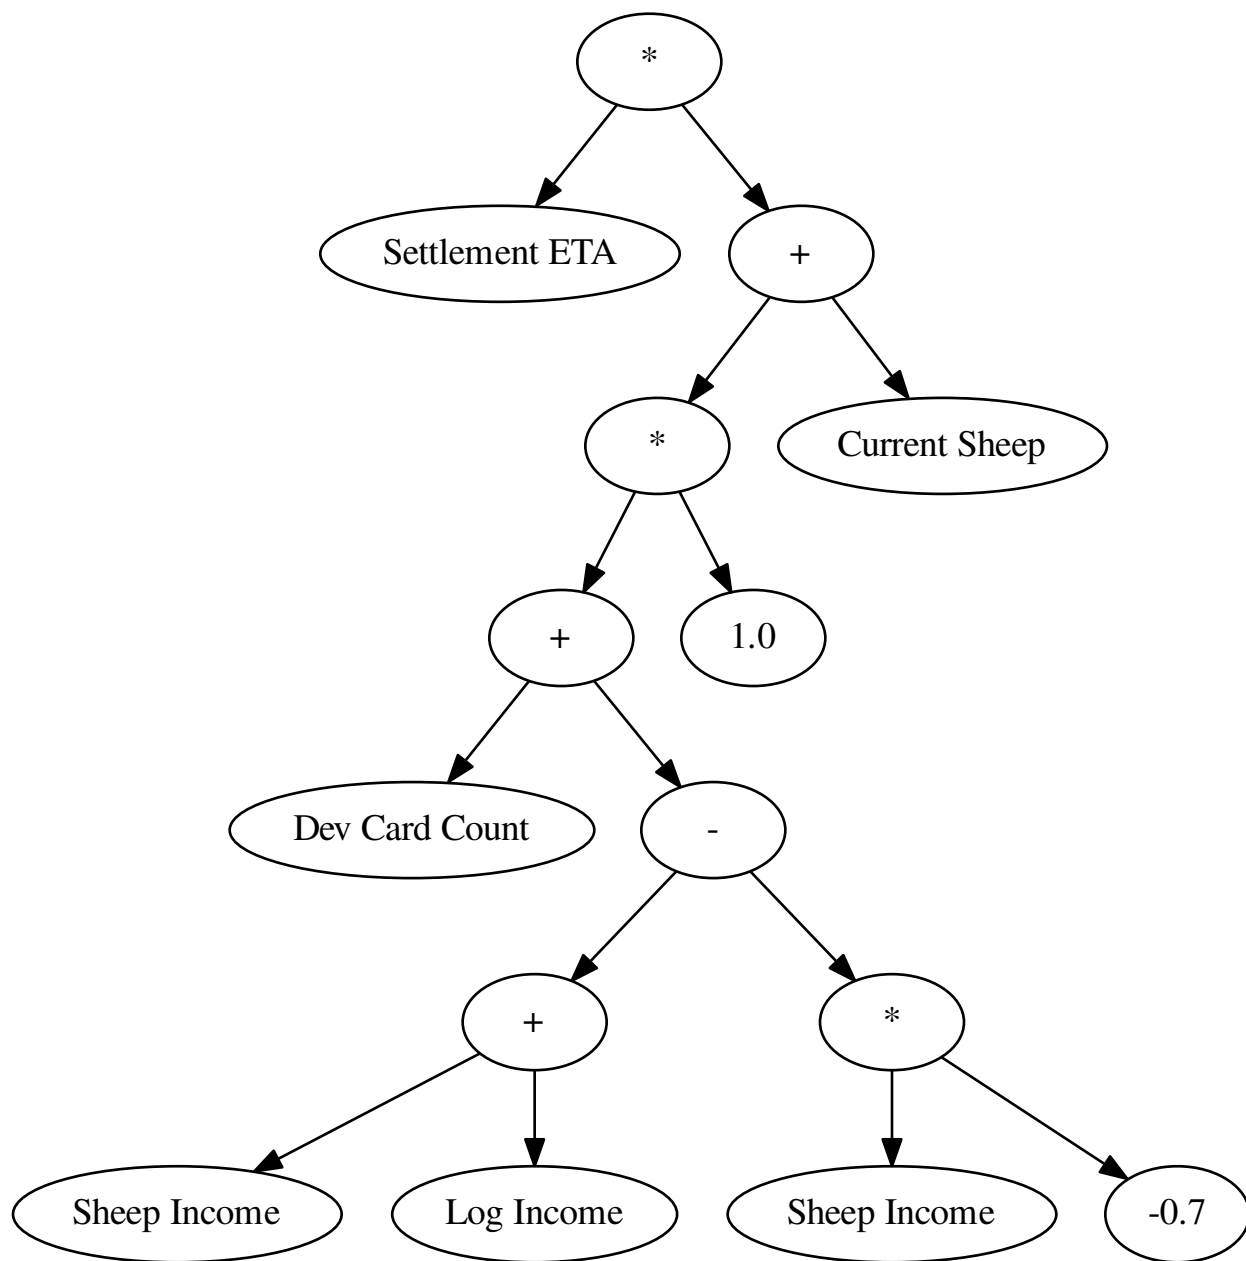 *
Settlement ETA
+
*
Current Sheep
+
1.0
Dev Card Count
-
+
*
Sheep Income
Log Income
Sheep Income
-0.7